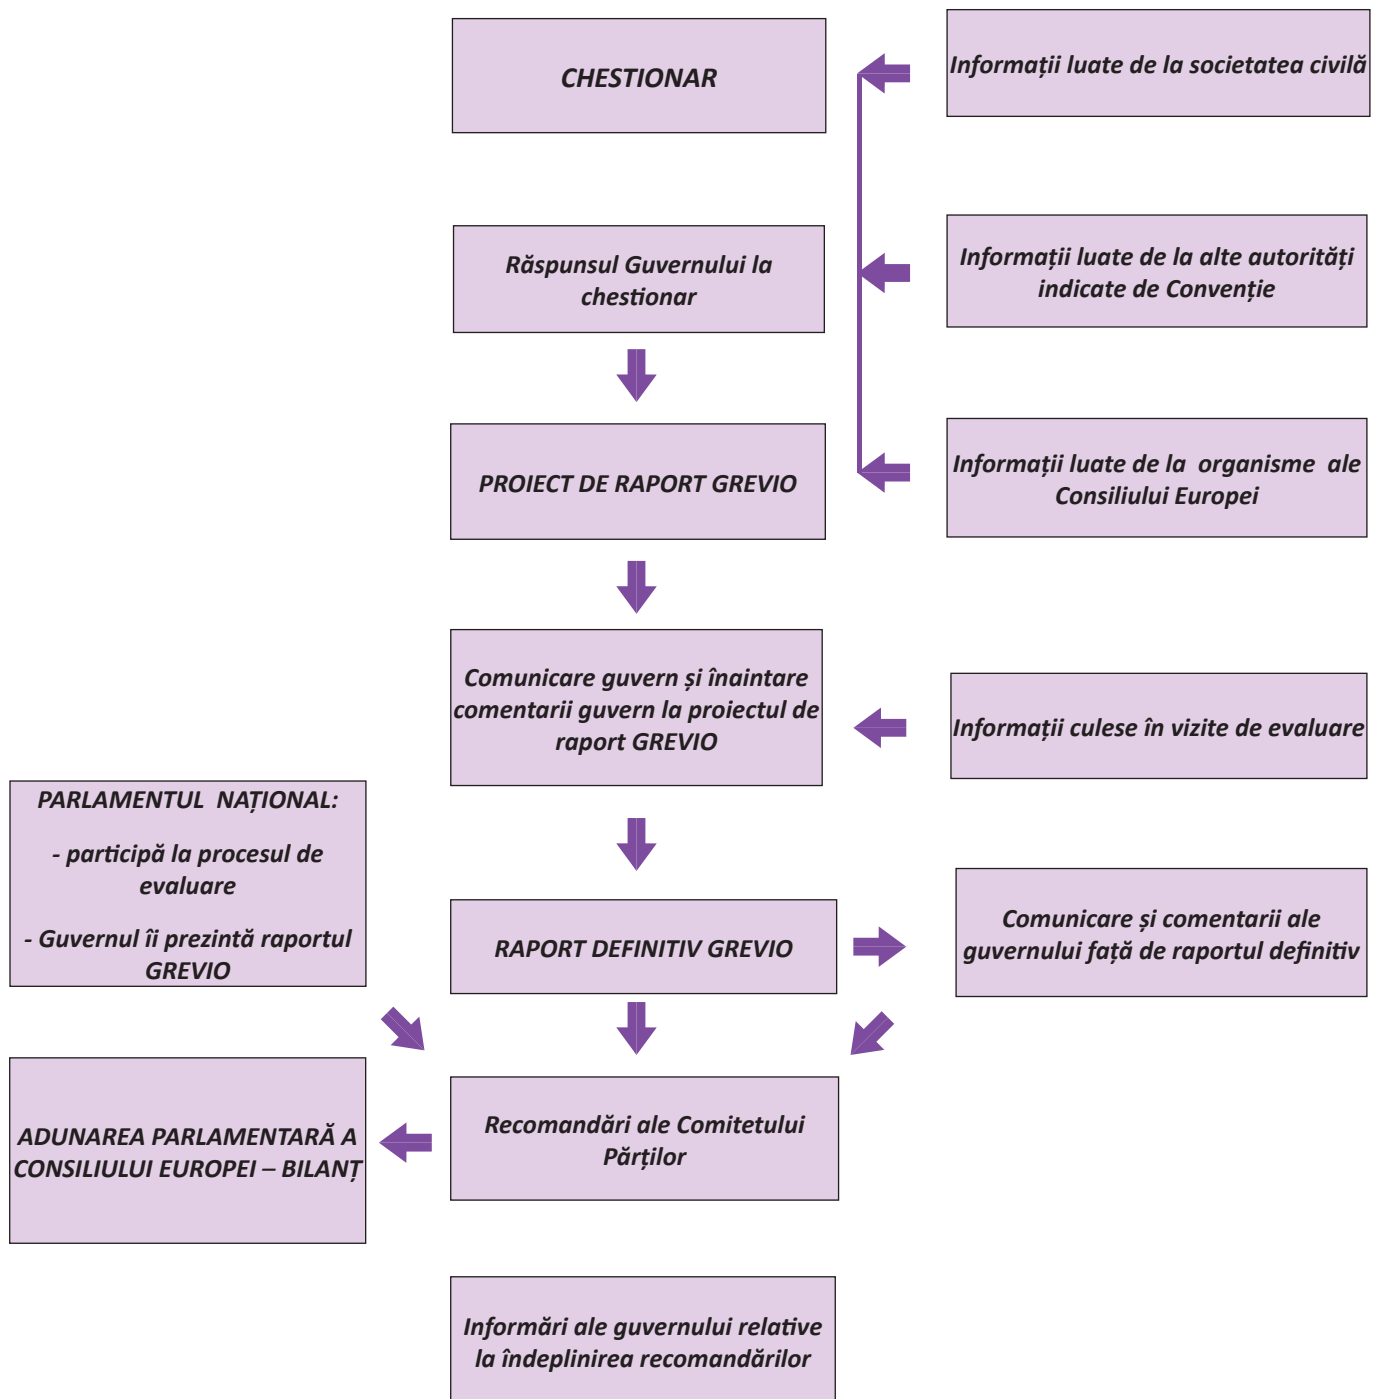 CHESTIONAR
Informații luate de la societatea civilă
Răspunsul Guvernului la
chestionar
Informații luate de la alte autorități
indicate de Convenție
PROIECT DE RAPORT GREVIO
Informații luate de la organisme ale
Consiliului Europei
Comunicare guvern și înaintare
comentarii guvern la proiectul de
raport GREVIO
Informații culese în vizite de evaluare
PARLAMENTUL NAȚIONAL:
- participă la procesul de
evaluare
- Guvernul îi prezintă raportul
GREVIO
RAPORT DEFINITIV GREVIO
Comunicare și comentarii ale
guvernului față de raportul definitiv
ADUNAREA PARLAMENTARĂ A
CONSILIULUI EUROPEI – BILANȚ
Recomandări ale Comitetului
Părților
Informări ale guvernului relative
la îndeplinirea recomandărilor